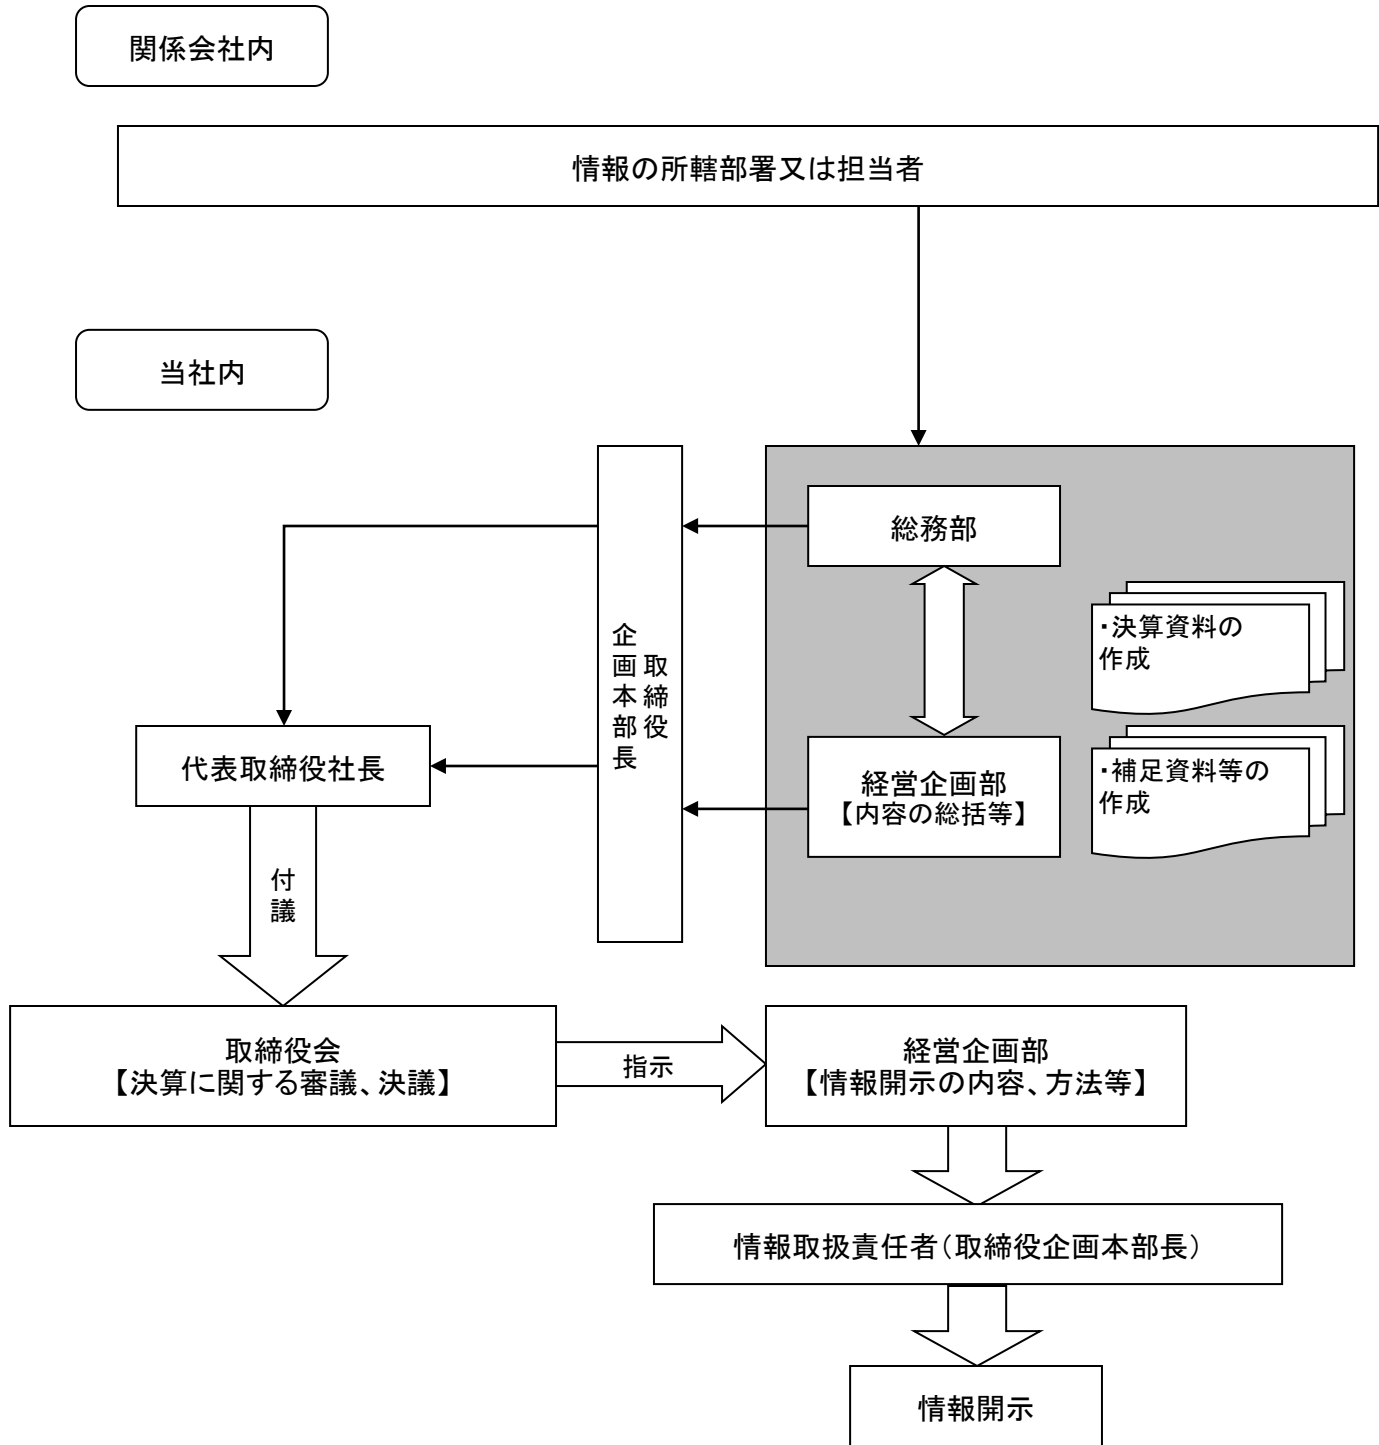 関係会社内
情報の所轄部署又は担当者
当社内
総務部
・決算資料の
作成
取締役
企画本部長
代表取締役社長
経営企画部
【内容の総括等】
・補足資料等の
作成
付議
取締役会
【決算に関する審議、決議】
指示
経営企画部
【情報開示の内容、方法等】
情報取扱責任者(取締役企画本部長)
情報開示